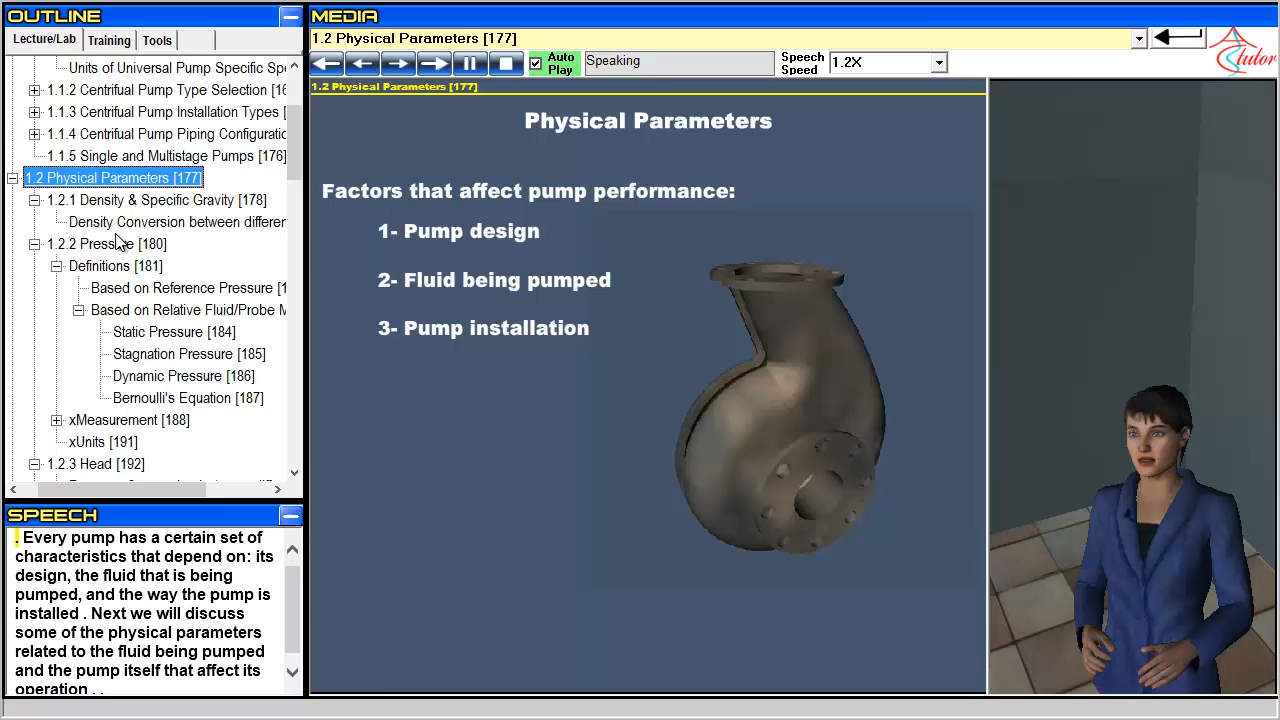 OUTLINE
Lecture/Lab Training Tools
Units of Universal Pump Specific Spe
1.1.2 Centrifual Pump Type Selection [16
1.1.3 Centrifual Pump Installation Types [
1.1.4 Centrifual Pump Piping Configuratio
1.1.5 Single and Multistage Pumps [176]
1.2 Physical Parameters [177]
1.2.1 Density & Specific Gravity [178]
Density Conversion between differen
1.2.2 Pressure [180]
Definitions [181]
Based on Reference Pressure [1
Based on Relative Fluid/Probe M
Static Pressure [184]
Stagnation Pressure [185]
Dynamic Pressure [186]
Bernoulli's Equation [187]
xMeasurement [188]
xUnits [191]
1.2.3 Head [192]
SPEECH
. Every pump has a certain set of
characteristics that depend on: its
design, the fluid that is being
pumped, and the way the pump is
installed . Next we will discuss
some of the physical parameters
related to the fluid being pumped
and the pump itself that affect its
operation . .
MEDIA
1.2 Physical Parameters [177]
Auto
Play
Speaking
Speech
Speed
1.2X
tutor
1.2 Physical Parameters [177]
Physical Parameters
Factors that affect pump performance:
1- Pump design
2- Fluid being pumped
3- Pump installation